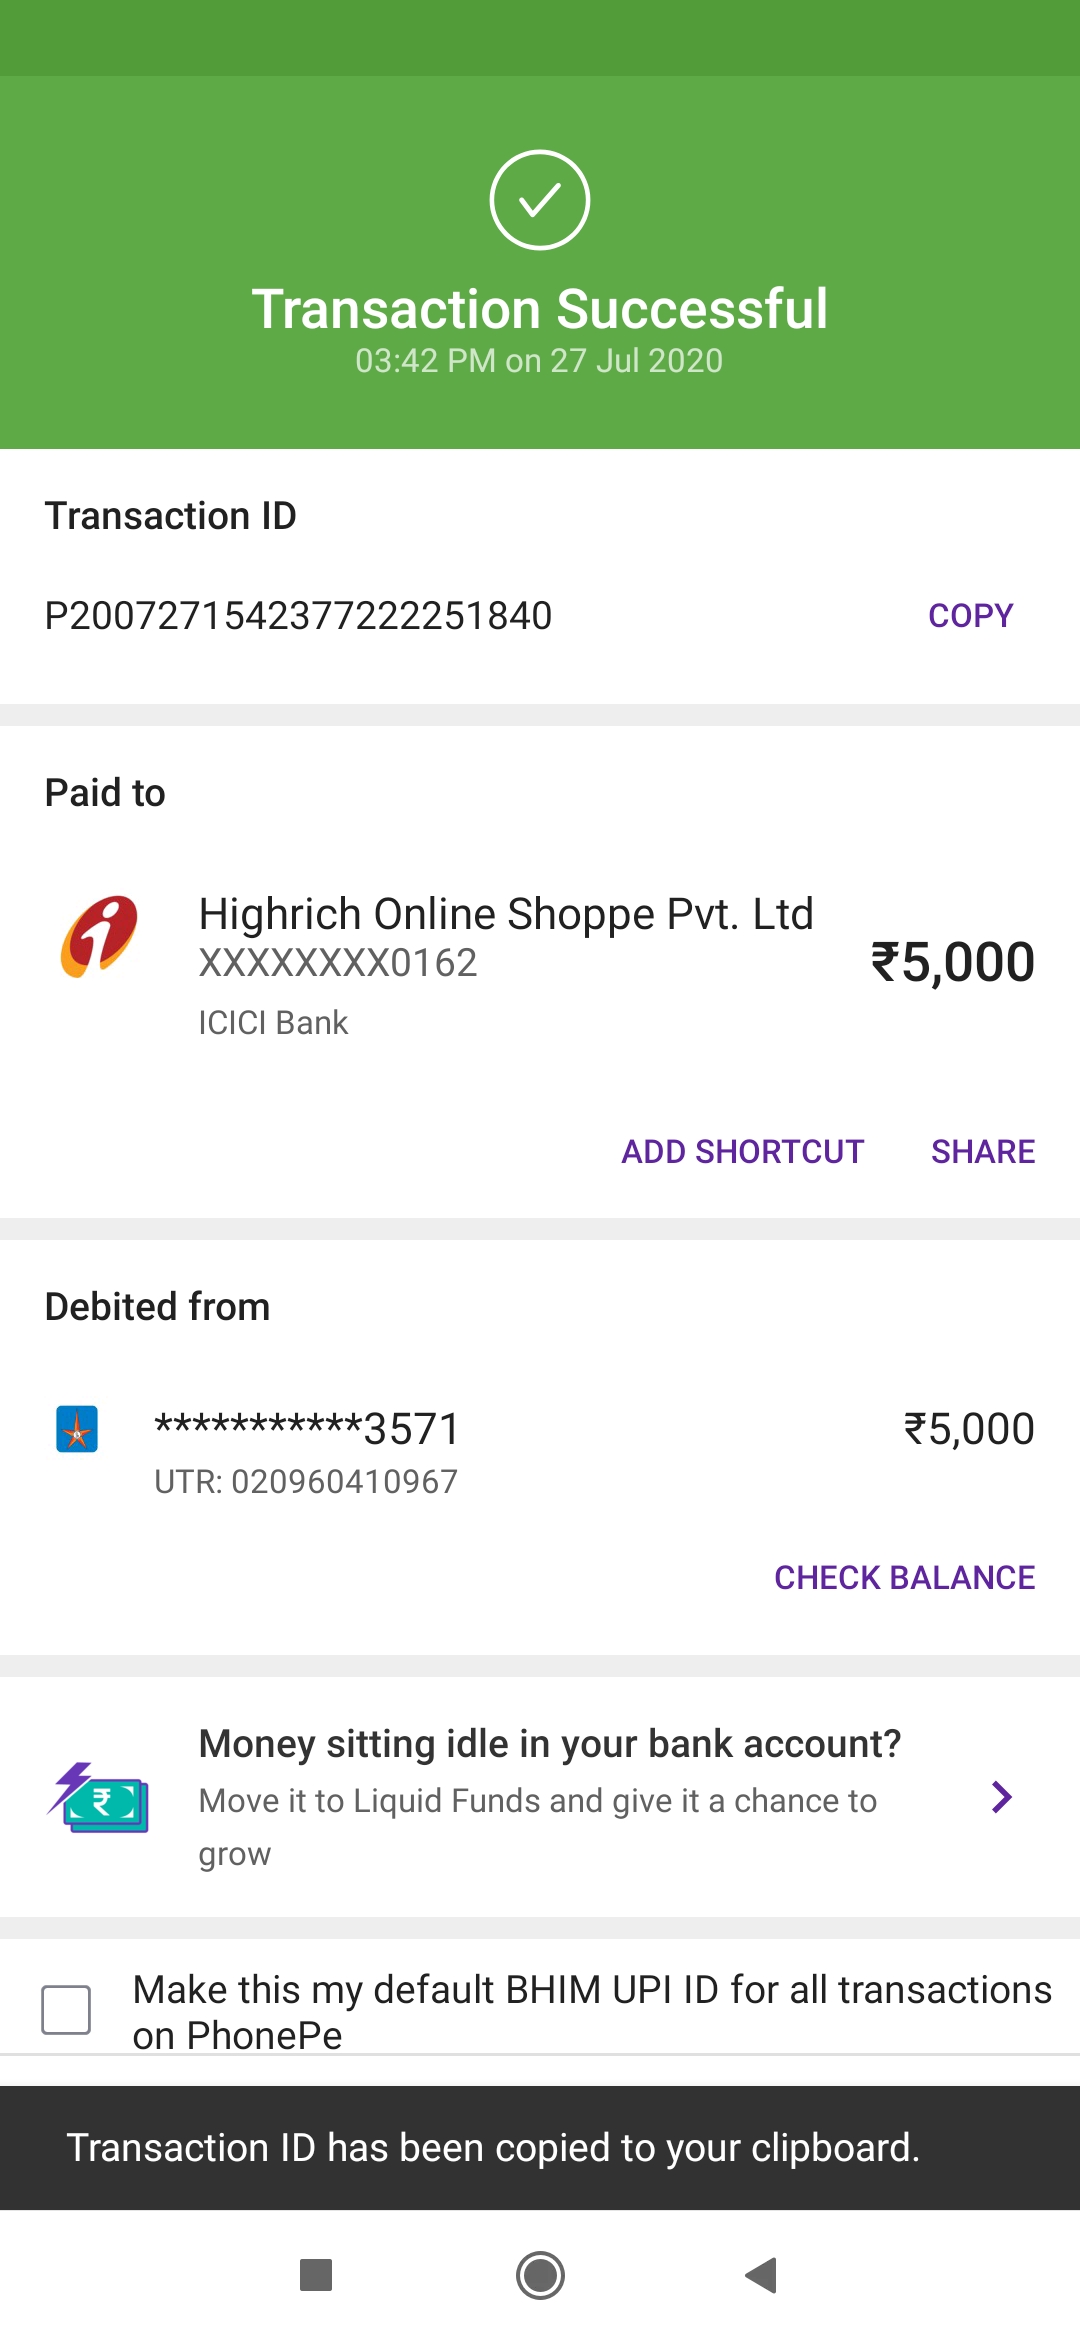 Transaction Successful
03:42 PM on 27 Jul 2020
Transaction ID
P2007271542377222251840
COPY
Paid to
Highrich Online Shoppe Pvt. Ltd
XXXXXXXX0162
₹5,000
ICICI Bank
ADD SHORTCUT SHARE
Debited from
***********3571 ₹5,000
UTR: 020960410967
CHECK BALANCE
Money sitting idle in your bank account?
Move it to Liquid Funds and give it a chance to
grow
Make this my default BHIM UPI ID for all transactions
on PhonePe
Transaction ID has been copied to your clipboard.